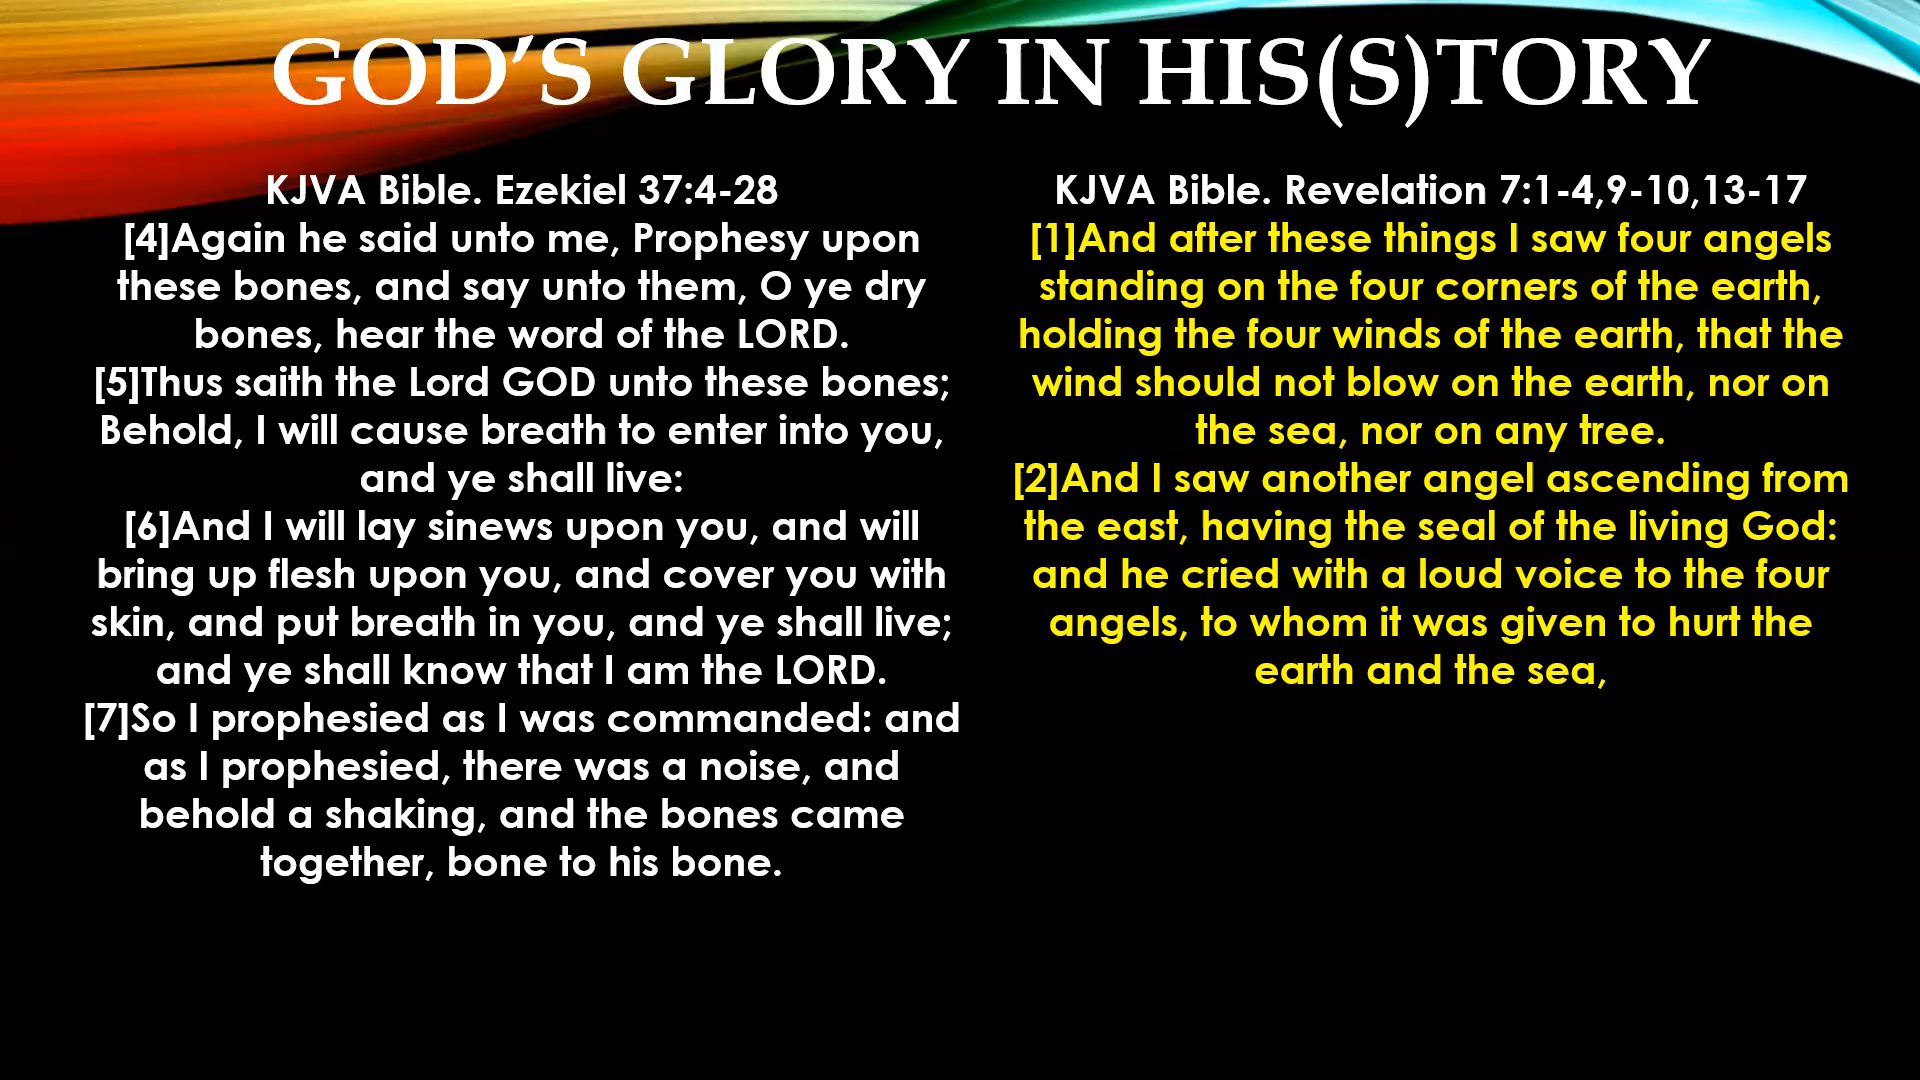 GOD’S GLORY IN HIS(S)TORY
KJVA Bible. Ezekiel 37:4-28
[4]Again he said unto me, Prophesy upon
these bones, and say unto them, O ye dry
bones, hear the word of the LORD.
[5]Thus saith the Lord GOD unto these bones;
Behold, I will cause breath to enter into you,
and ye shall live:
[6]And I will lay sinews upon you, and will
bring up flesh upon you, and cover you with
skin, and put breath in you, and ye shall live;
and ye shall know that I am the LORD.
[7]So I prophesied as I was commanded: and
as I prophesied, there was a noise, and
behold a shaking, and the bones came
together, bone to his bone.
KJVA Bible. Revelation 7:1-4,9-10,13-17
[1]And after these things I saw four angels
standing on the four corners of the earth,
holding the four winds of the earth, that the
wind should not blow on the earth, nor on
the sea, nor on any tree.
[2]And I saw another angel ascending from
the east, having the seal of the living God:
and he cried with a loud voice to the four
angels, to whom it was given to hurt the
earth and the sea,